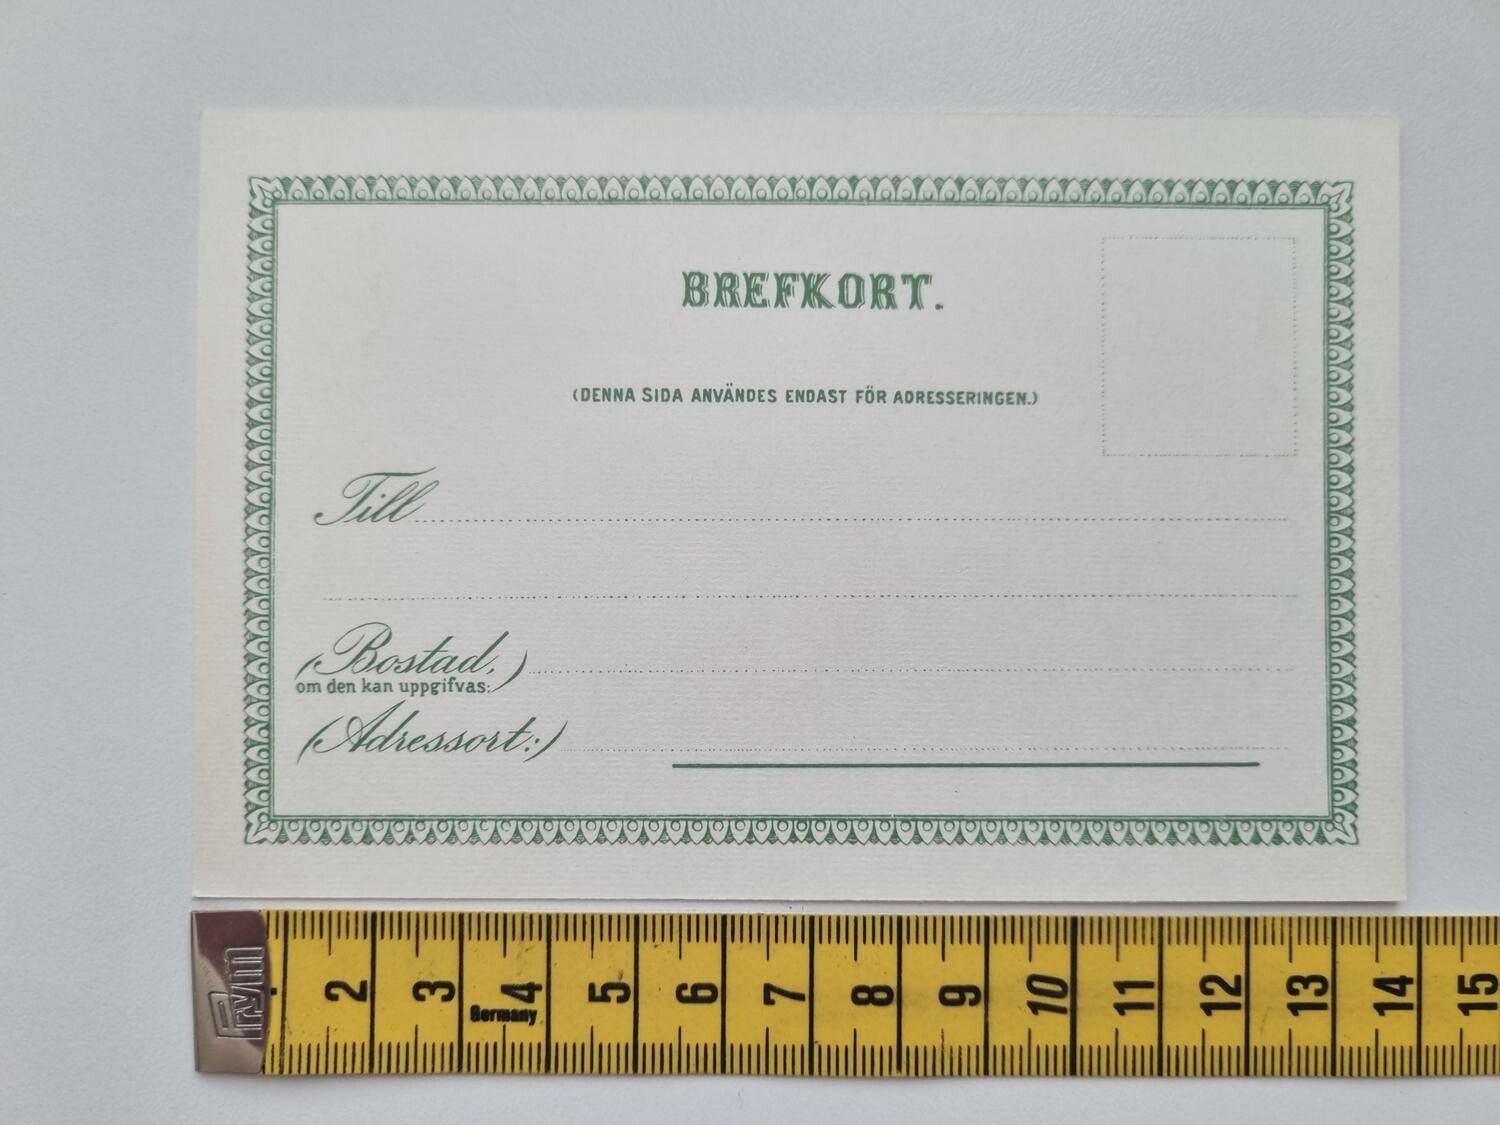 BREFKORT.
(DENNA SIDA ANVÄNDES ENDAST FÖR ADRESSERINGEN.)
Till
(Bostad,)
om den kan uppgifvas:
(Adressort:)
Prym
2 3 4 5 6 7 8 9 10 11 12 13 14 15
Germany